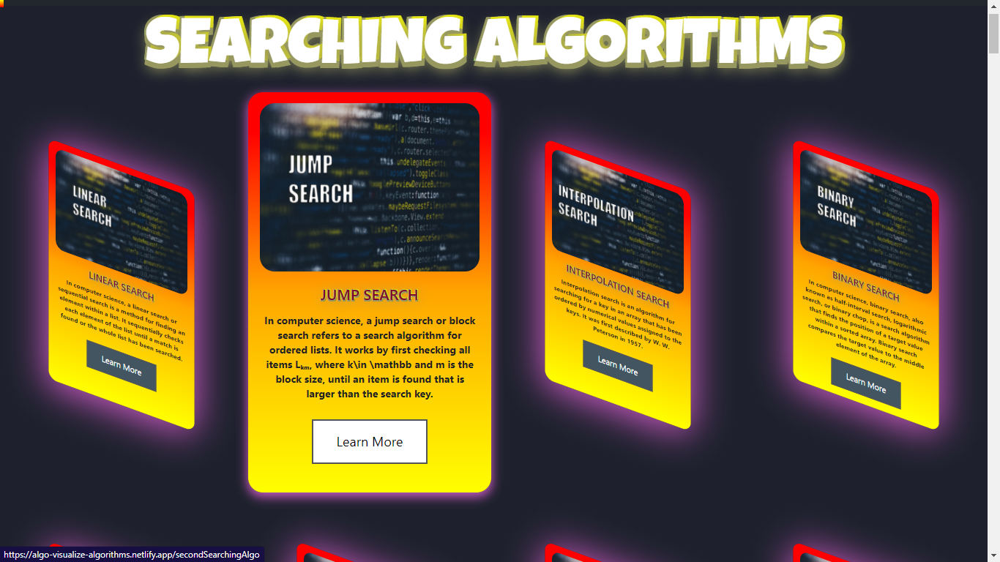 SEARCHING ALGORITHMS
LINEAR
SEARCH
LINEAR SEARCH
In computer science, a linear search or
sequential search is a method for finding an
element within a list. It sequentially checks
each element of the list until a match is
found or the whole list has been searched.
Learn More
JUMP
SEARCH
JUMP SEARCH
In computer science, a jump search or block
search refers to a search algorithm for
ordered lists. It works by first checking all
items Lₖₘ, where k\in \mathbb and m is the
block size, until an item is found that is
larger than the search key.
Learn More
INTERPOLATION
SEARCH
INTERPOLATION SEARCH
Interpolation search is an algorithm for
searching for a key in an array that has been
ordered by numerical values assigned to the
keys. It was first described by W. W.
Peterson in 1957.
Learn More
BINARY
SEARCH
BINARY SEARCH
In computer science, binary search, also
known as half-interval search, logarithmic
search, or binary chop, is a search algorithm
that finds the position of a target value
within a sorted array. Binary search
compares the target value to the middle
element of the array.
Learn More
https://algo-visualize-algorithms.netlify.app/secondSearchingAlgo